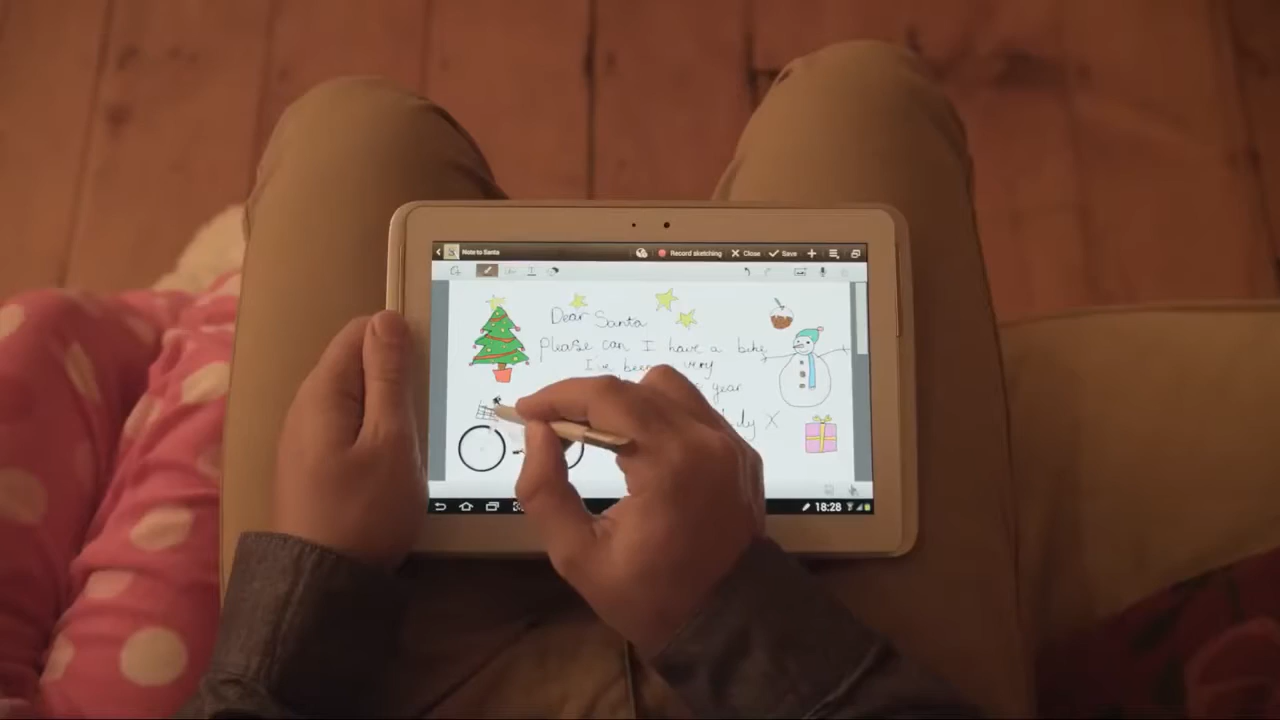 Note to Santa Record sketching Close Save
Dear Santa
please can I have a bike
I've been very
year
X
18:28